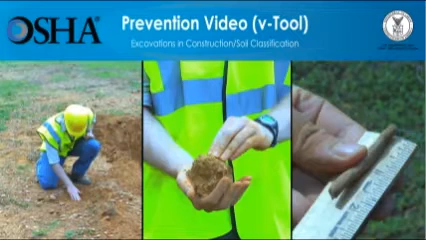 OSHA®
Prevention Video (v-Tool)
Excavations in Construction/Soil Classification